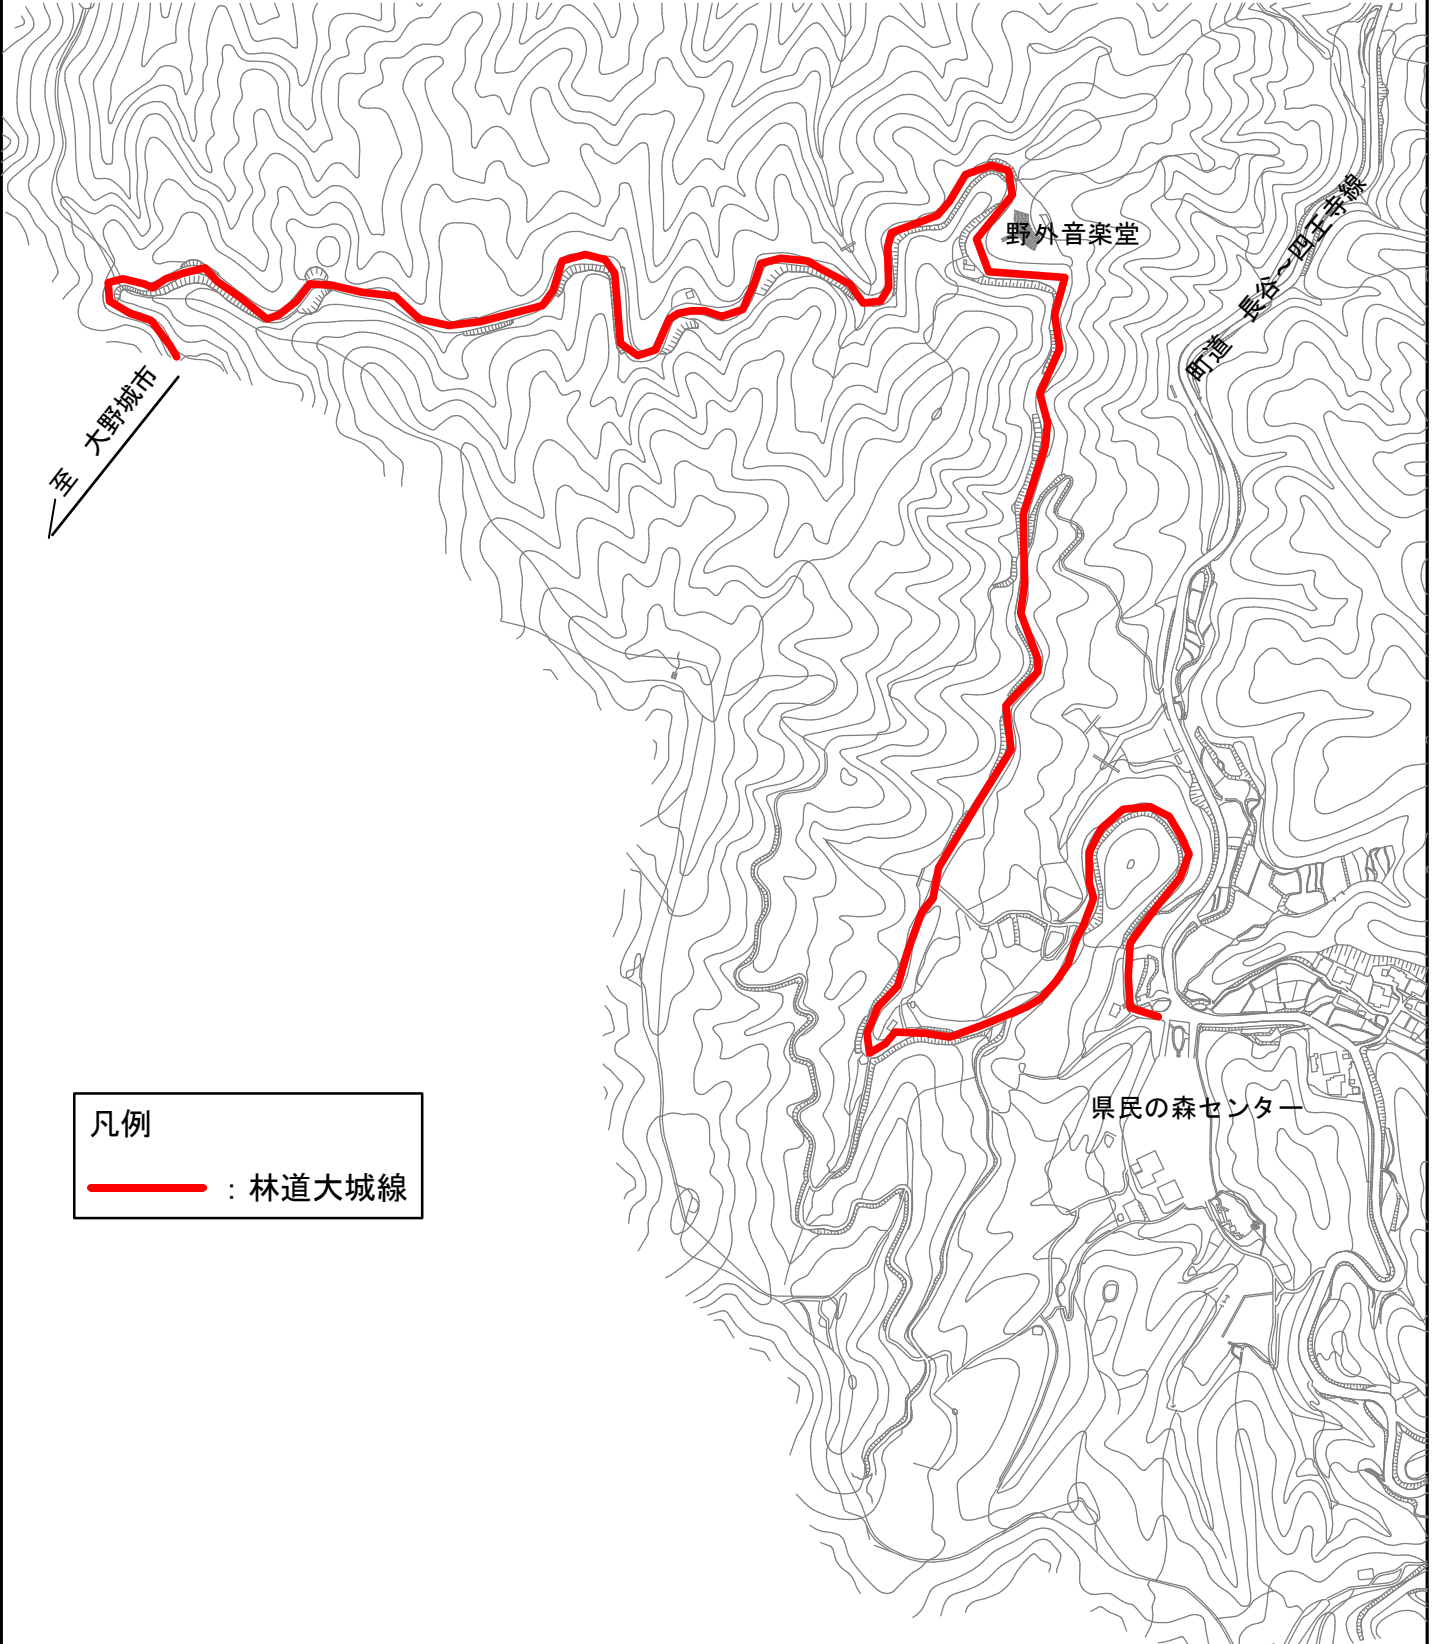 野外音楽堂
町道 長谷~四王寺線
至 大野城市
県民の森センター
凡例
：林道大城線